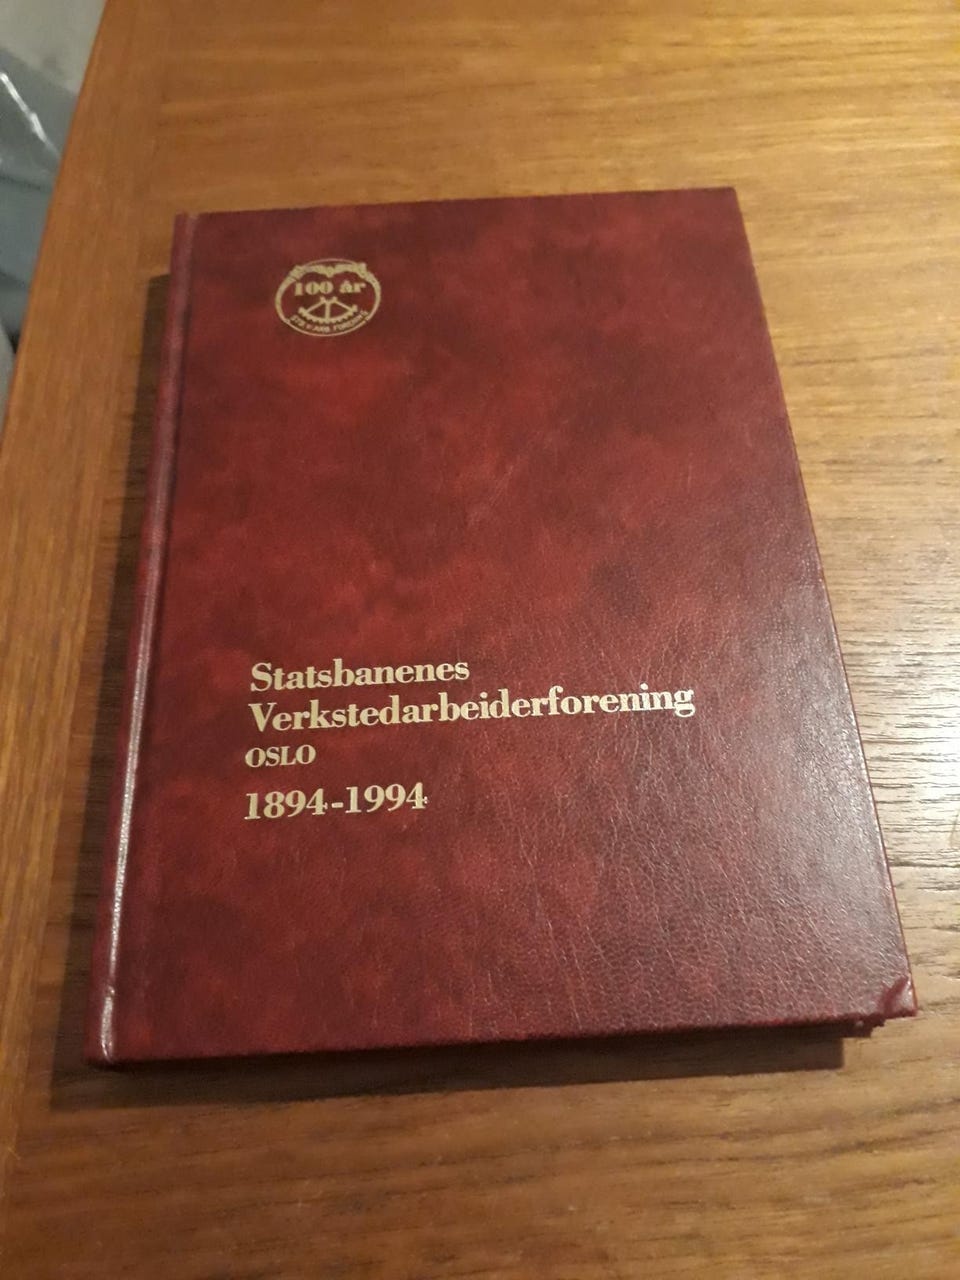 100 år
Statsbanenes
Verkstedarbeiderforening
OSLO
1894-1994